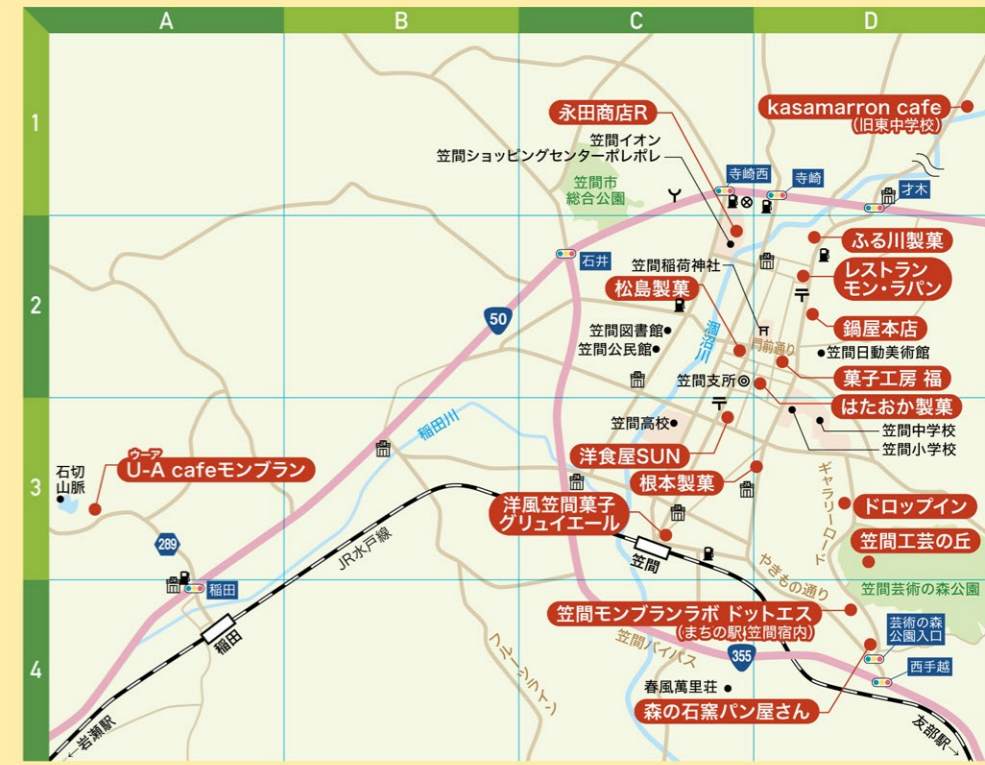 A
B
C
D
1
永田商店R
kasamarron cafe
(旧東中学校)
笠間イオン
笠間ショッピングセンターポレポレ
笠間市
総合公園
寺崎西
寺崎
才木
2
石井
50
笠間稲荷神社
松島製菓
涸沼川
ふる川製菓
レストラン
モン・ラパン
鍋屋本店
笠間図書館
笠間公民館
門前通り
笠間日動美術館
笠間支所
菓子工房 福
はたおか製菓
3
稲田川
笠間高校
笠間中学校
笠間小学校
洋食屋SUN
根本製菓
ウーア
U-A cafeモンブラン
石切
山脈
289
JR水戸線
洋風笠間菓子
グリュイエール
笠間
ギャラリーロード
ドロップイン
笠間工芸の丘
やきもの通り
笠間芸術の森公園
4
稲田
稲田
フルーツライン
笠間モンブランラボ ドットエス
(まちの駅笠間宿内)
笠間バイパス
355
芸術の森
公園入口
西手越
春風萬里荘
森の石窯パン屋さん
←岩瀬駅
友部駅→